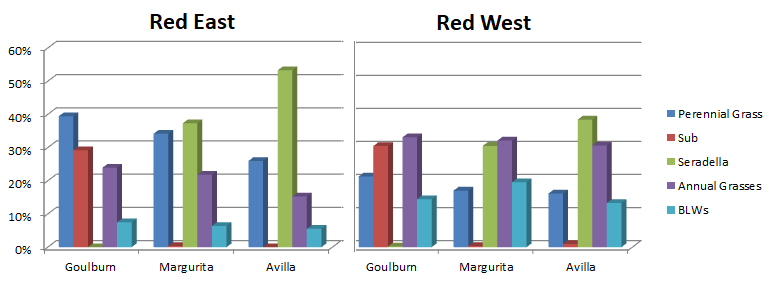 Red East
Red West
60%
50%
40%
30%
20%
10%
0%
Goulburn
Margurita
Avilla
Goulburn
Margurita
Avilla
Perennial Grass
Sub
Seradella
Annual Grasses
BLWs